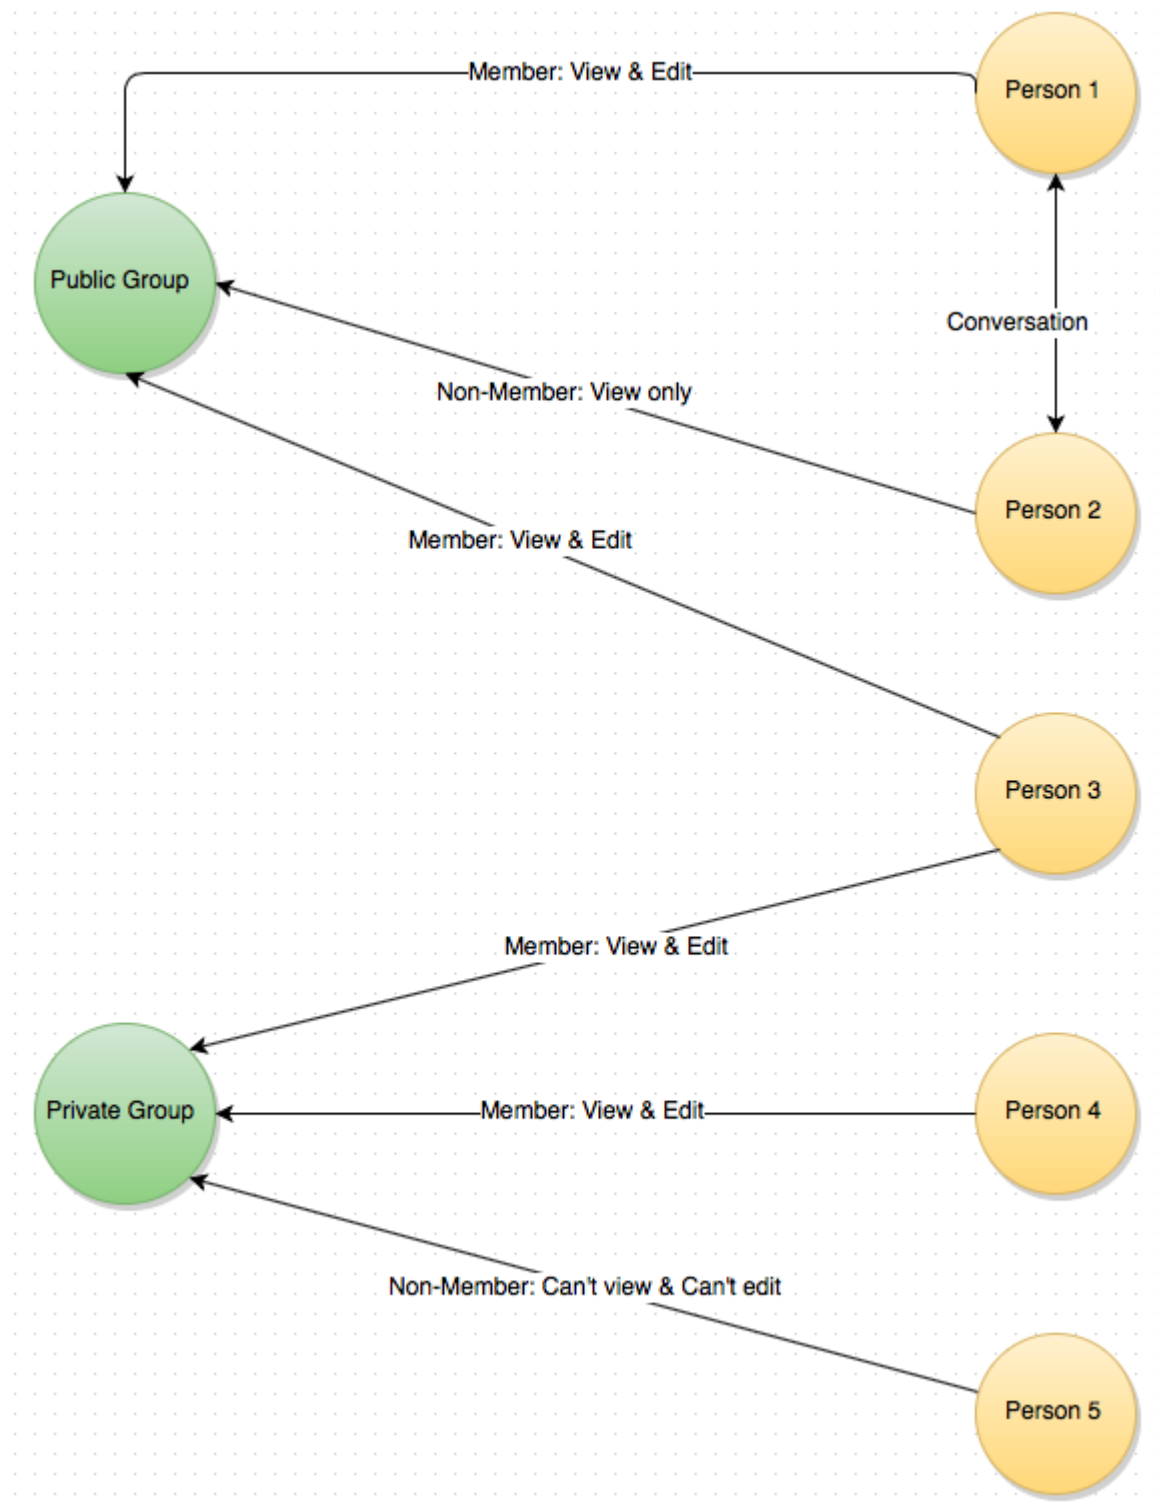 Member: View & Edit
Person 1
Public Group
Conversation
Non-Member: View only
Person 2
Member: View & Edit
Person 3
Member: View & Edit
Private Group
Member: View & Edit
Person 4
Non-Member: Can't view & Can't edit
Person 5